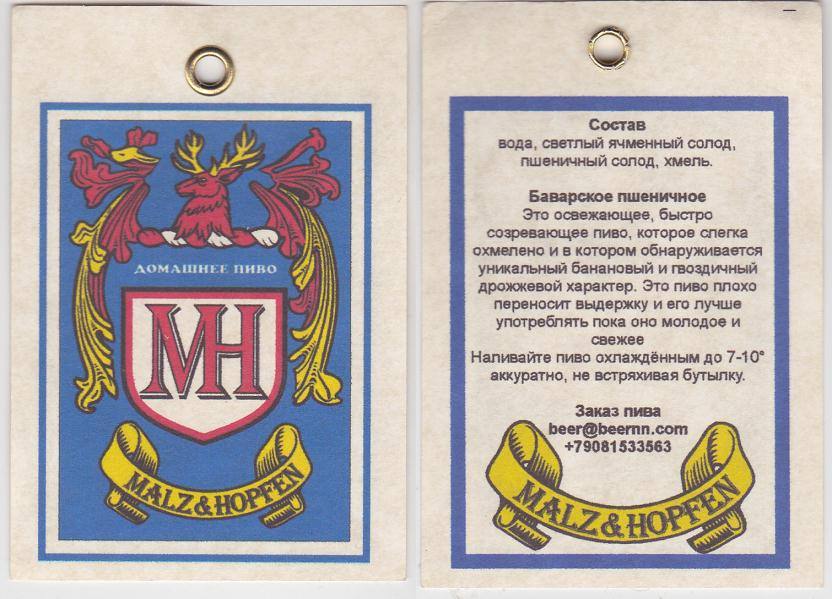 ДОМАШНЕЕ ПИВО
MH
MALZ&HOPFEN
Состав
вода, светлый ячменный солод,
пшеничный солод, хмель.
Баварское пшеничное
Это освежающее, быстро
созревающее пиво, которое слегка
охмелено и в котором обнаруживается
уникальный банановый и гвоздичный
дрожжевой характер. Это пиво плохо
переносит выдержку и его лучше
употреблять пока оно молодое и
свежее
Наливайте пиво охлаждённым до 7-10°
аккуратно, не встряхивая бутылку.
Заказ пива
beer@beernn.com
+79081533563
MALZ&HOPFEN